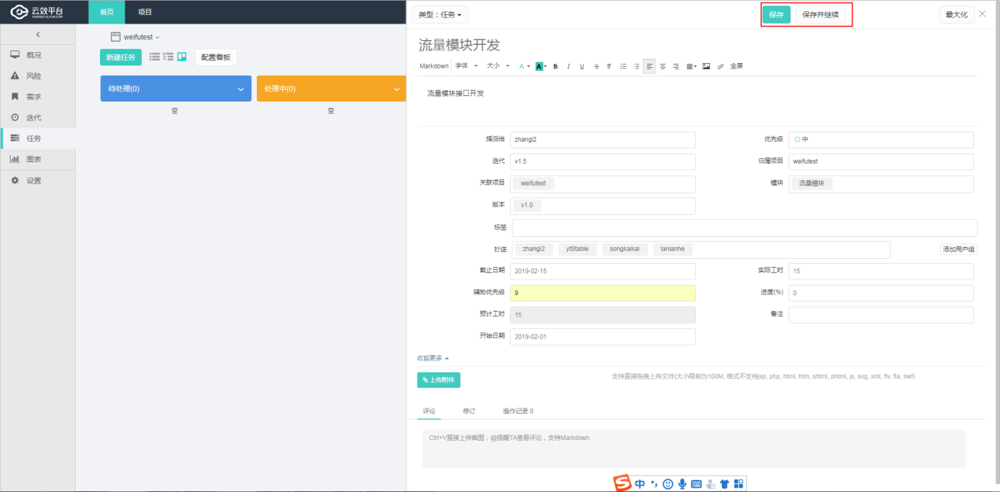 云效平台
YUNXIAO.ALIYUN.COM
首页
项目
概况
风险
需求
迭代
任务
图表
设置
weifutest
新建任务
配置看板
待处理(0)
处理中(0)
空
空
类型：任务
保存
保存并继续
最大化
流量模块开发
Markdown 字体 大小 A A B I U S 全屏
流量模块接口开发
指派给 zhangl2 优先级 中
迭代 v1.5 归属项目 weifutest
关联项目 weifutest 模块 流量模块
版本 v1.0
标签
抄送 zhangl2 ytStable songkaikai lanlanhe 添加用户组
截止日期 2019-02-15 实际工时 15
辅助优先级 9 进度(%) 0
预计工时 15 备注
开始日期 2019-02-01
收起更多
上传附件
支持直接拖拽上传文件(大小限制为100M, 格式不支持jsp, php, html, htm, shtml, phtml, js, svg, xml, flv, fla, swf)
评论 修订 操作记录 0
Ctrl+V直接上传截图，@提醒TA查看评论，支持Markdown
S 中